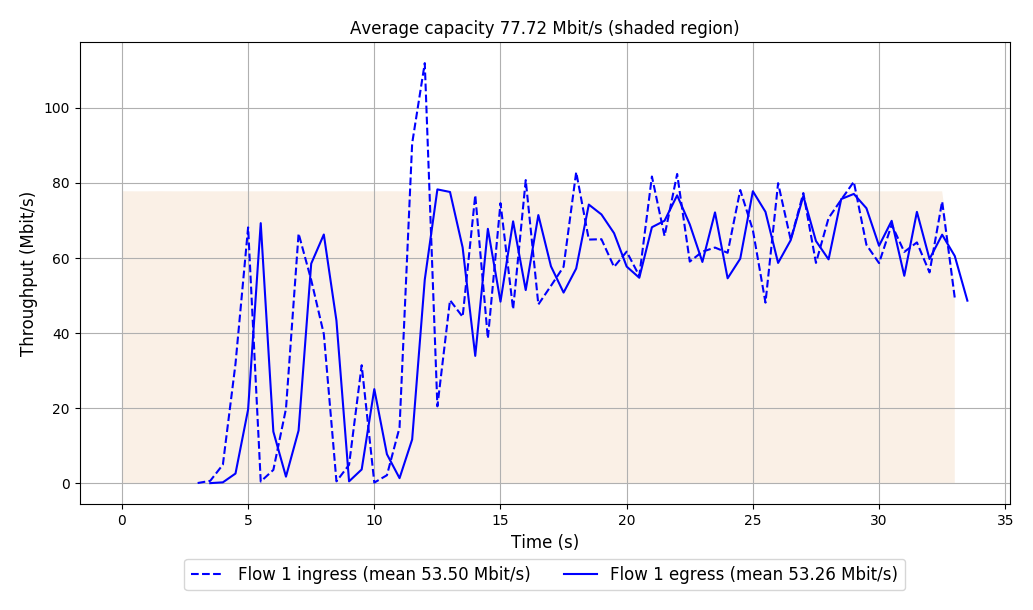 Average capacity 77.72 Mbit/s (shaded region)
Throughput (Mbit/s)
100
80
60
40
20
0
0 5 10 15 20 25 30 35
Time (s)
Flow 1 ingress (mean 53.50 Mbit/s) Flow 1 egress (mean 53.26 Mbit/s)